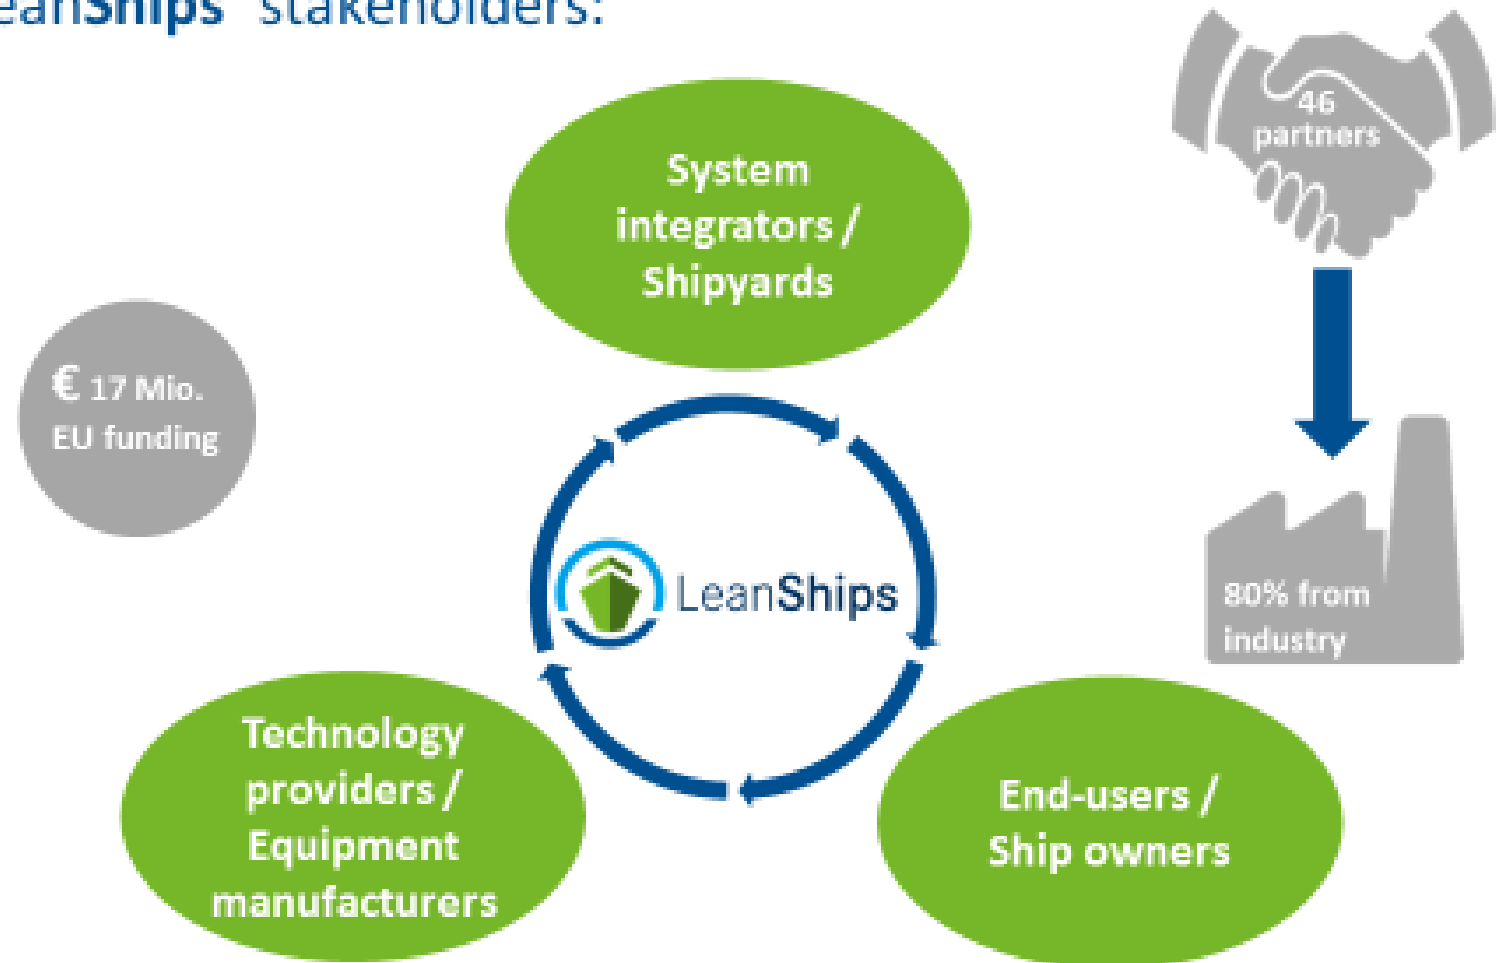 eanShips' stakeholders:
46
partners
System
integrators /
Shipyards
€ 17 Mio.
EU funding
LeanShips
80% from
industry
Technology
providers /
Equipment
manufacturers
End-users /
Ship owners